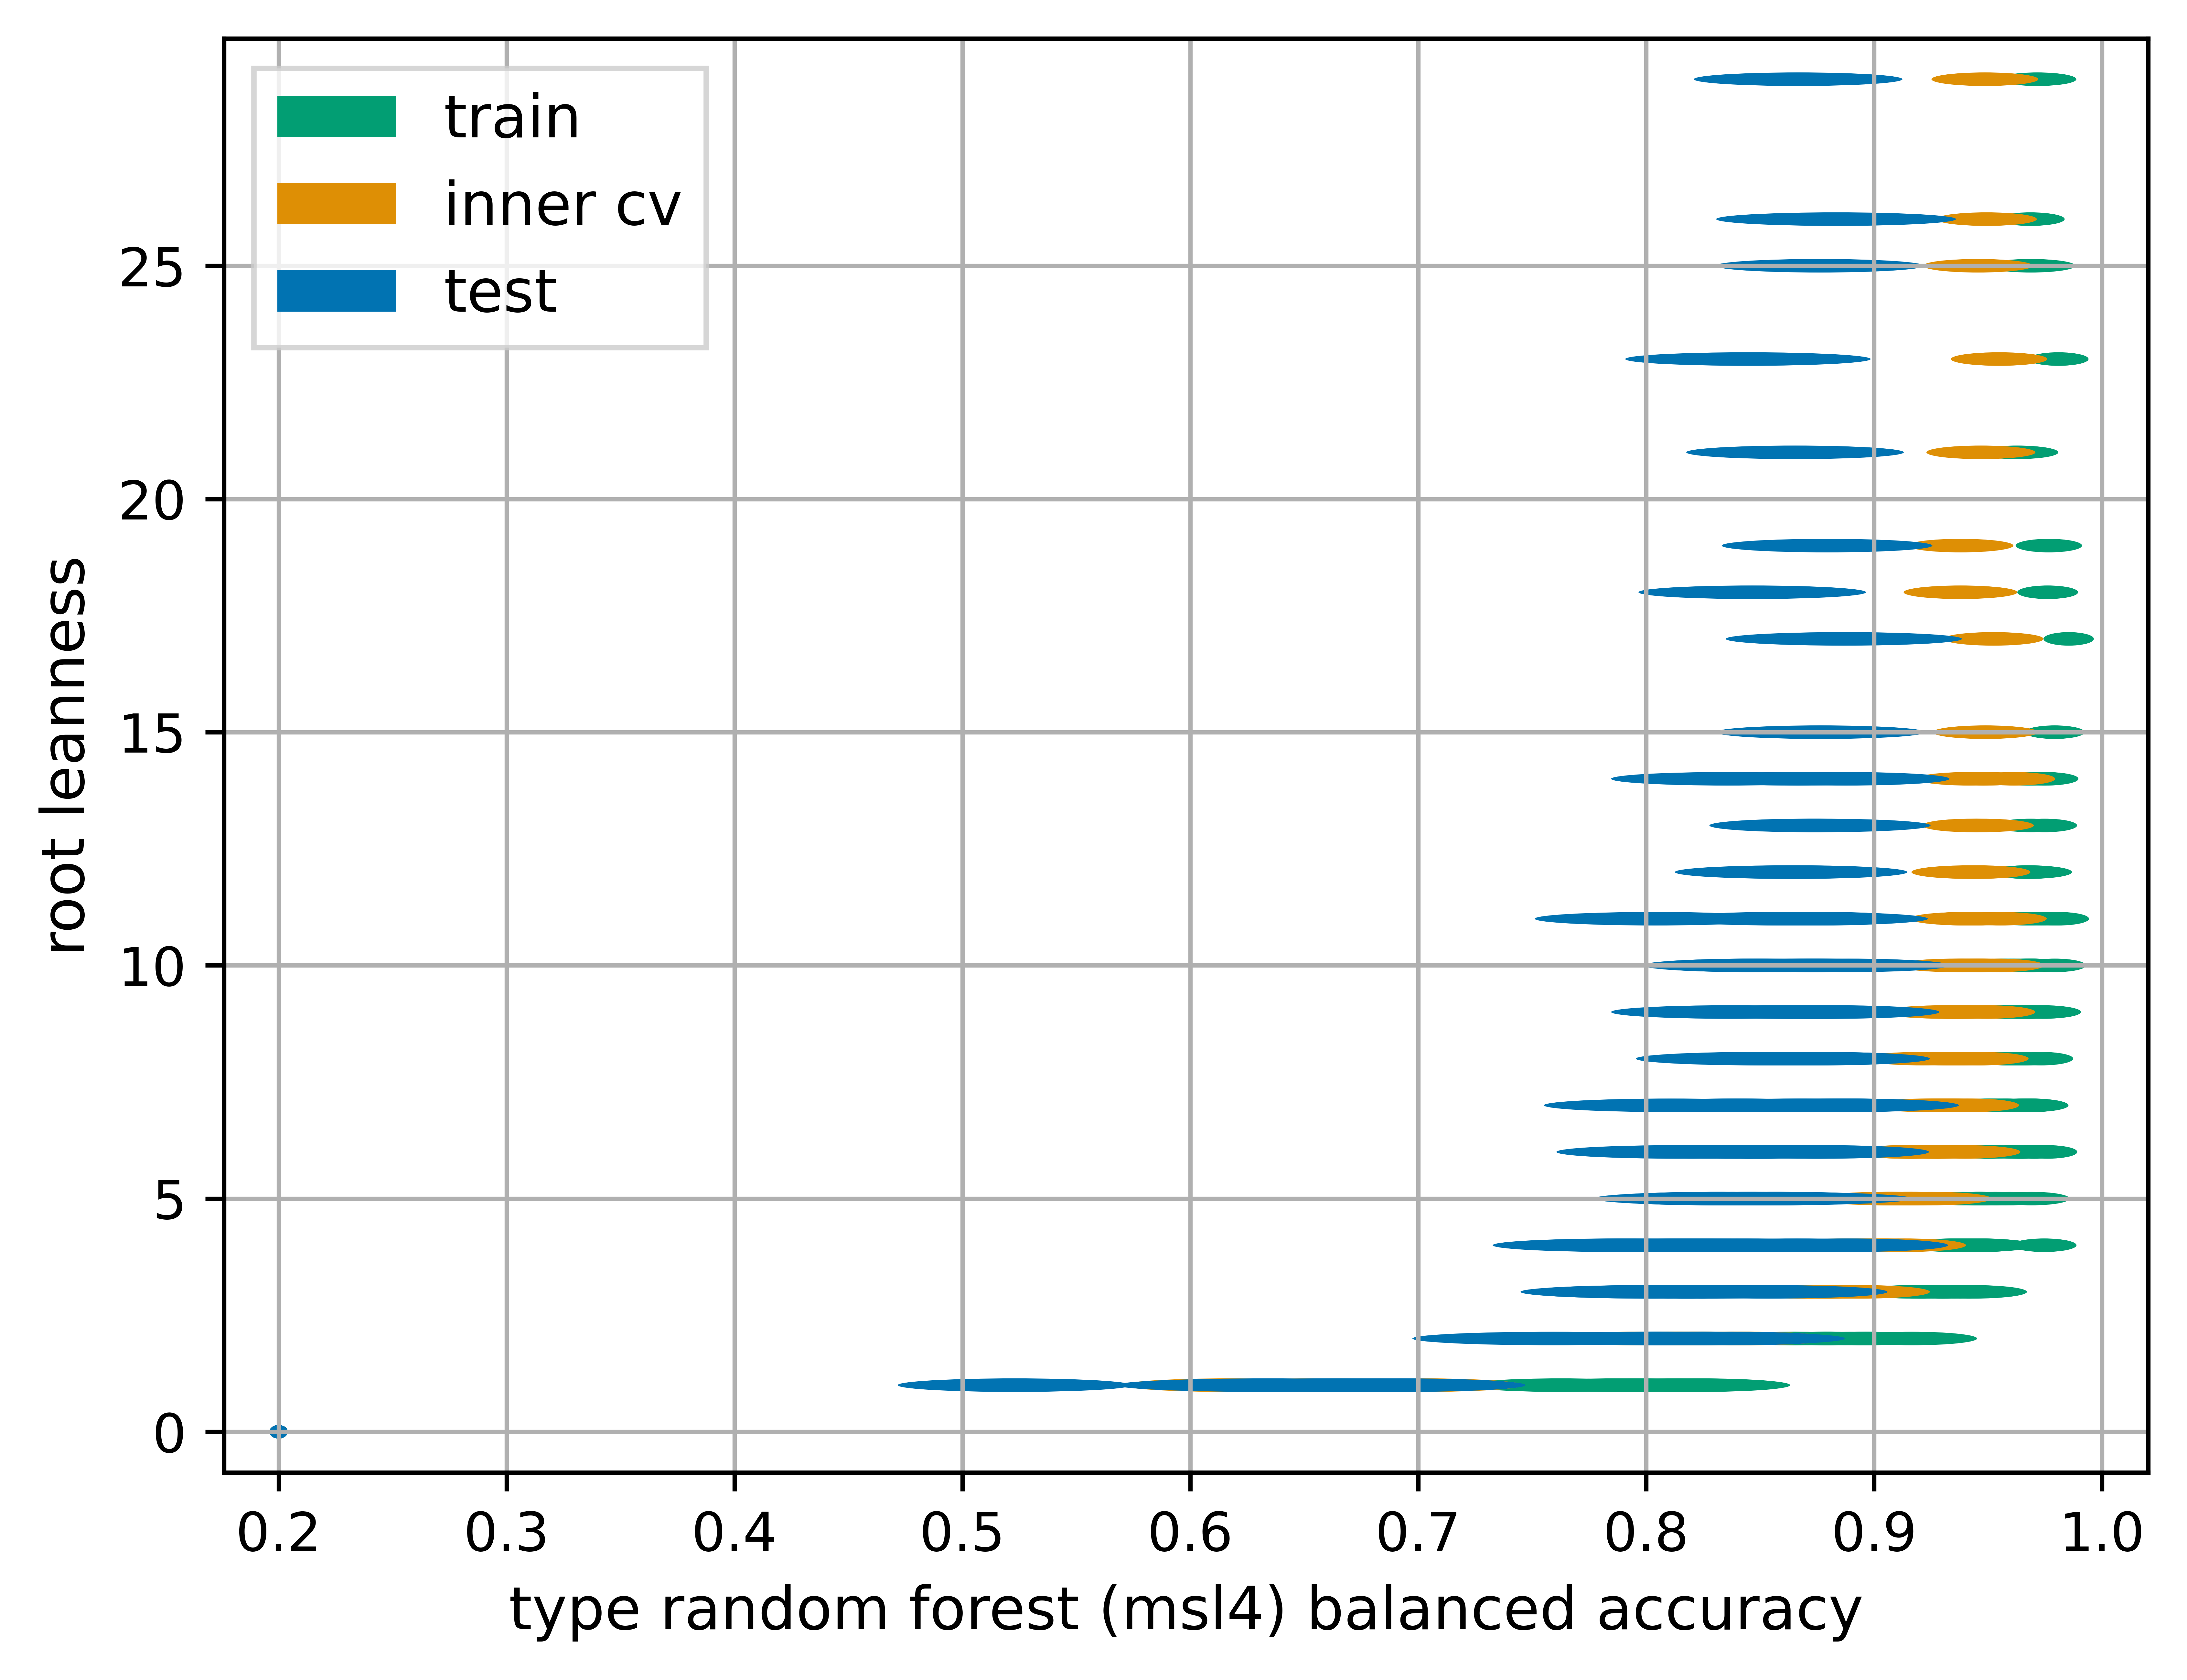 train
inner cv
test
25
20
15
10
5
0
root leanness
0.2 0.3 0.4 0.5 0.6 0.7 0.8 0.9 1.0
type random forest (msl4) balanced accuracy